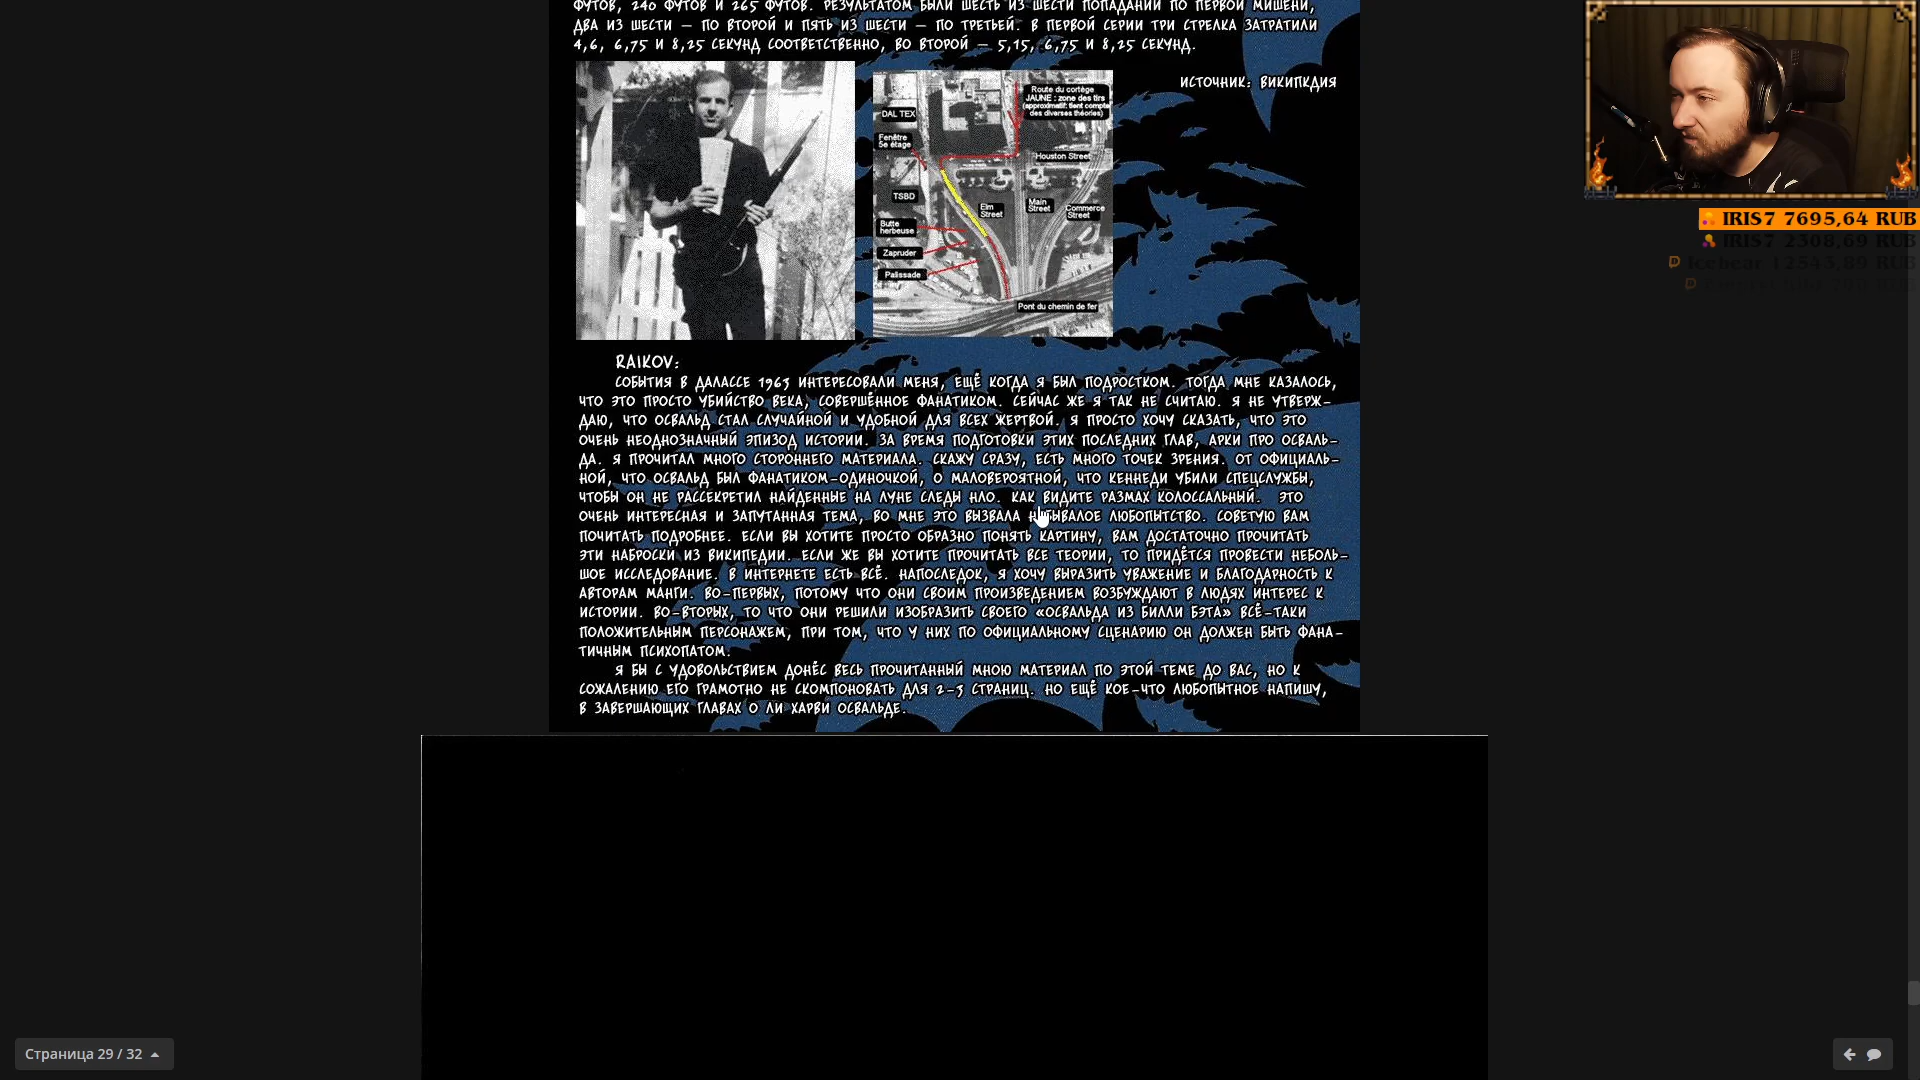 ФУТОВ, 240 ФУТОВ И 265 ФУТОВ. РЕЗУЛЬТАТОМ БЫЛИ ШЕСТЬ ИЗ ШЕСТИ ПОПАДАНИЙ ПО ПЕРВОЙ МИШЕНИ,
ДВА ИЗ ШЕСТИ — ПО ВТОРОЙ И ПЯТЬ ИЗ ШЕСТИ — ПО ТРЕТЬЕЙ. В ПЕРВОЙ СЕРИИ ТРИ СТРЕЛКА ЗАТРАТИЛИ
4,6, 6,75 И 8,25 СЕКУНД СООТВЕТСТВЕННО, ВО ВТОРОЙ — 5,15, 6,75 И 8,25 СЕКУНД.
ИСТОЧНИК: ВИКИПКДИЯ
Route du cortège
JAUNE : zone des tirs
(approximatif: tient compte
des diverses théories)
DAL TEX
Fenêtre
5e étage
Houston Street
TSBD
Elm
Street
Main
Street
Commerce
Street
Butte
herbeuse
Zapruder
Palissade
Pont du chemin de fer
RAIKOV:
СОБЫТИЯ В ДАЛАССЕ 1963 ИНТЕРЕСОВАЛИ МЕНЯ, ЕЩЁ КОГДА Я БЫЛ ПОДРОСТКОМ. ТОГДА МНЕ КАЗАЛОСЬ,
ЧТО ЭТО ПРОСТО УБИЙСТВО ВЕКА, СОВЕРШЁННОЕ ФАНАТИКОМ. СЕЙЧАС ЖЕ Я ТАК НЕ СЧИТАЮ. Я НЕ УТВЕРЖ-
ДАЮ, ЧТО ОСВАЛЬД СТАЛ СЛУЧАЙНОЙ И УДОБНОЙ ДЛЯ ВСЕХ ЖЕРТВОЙ. Я ПРОСТО ХОЧУ СКАЗАТЬ, ЧТО ЭТО
ОЧЕНЬ НЕОДНОЗНАЧНЫЙ ЭПИЗОД ИСТОРИИ. ЗА ВРЕМЯ ПОДГОТОВКИ ЭТИХ ПОСЛЕДНИХ ГЛАВ, АРКИ ПРО ОСВАЛЬ-
ДА. Я ПРОЧИТАЛ МНОГО СТОРОННЕГО МАТЕРИАЛА. СКАЖУ СРАЗУ, ЕСТЬ МНОГО ТОЧЕК ЗРЕНИЯ. ОТ ОФИЦИАЛЬ-
НОЙ, ЧТО ОСВАЛЬД БЫЛ ФАНАТИКОМ-ОДИНОЧКОЙ, О МАЛОВЕРОЯТНОЙ, ЧТО КЕННЕДИ УБИЛИ СПЕЦСЛУЖБЫ,
ЧТОБЫ ОН НЕ РАССЕКРЕТИЛ НАЙДЕННЫЕ НА ЛУНЕ СЛЕДЫ НЛО. КАК ВИДИТЕ РАЗМАХ КОЛОССАЛЬНЫЙ. ЭТО
ОЧЕНЬ ИНТЕРЕСНАЯ И ЗАПУТАННАЯ ТЕМА, ВО МНЕ ЭТО ВЫЗВАЛА ЛЮБОПЫТСТВО. СОВЕТУЮ ВАМ
ПОЧИТАТЬ ПОДРОБНЕЕ. ЕСЛИ ВЫ ХОТИТЕ ПРОСТО ОБРАЗНО ПОНЯТЬ КАРТИНУ, ВАМ ДОСТАТОЧНО ПРОЧИТАТЬ
ЭТИ НАБРОСКИ ИЗ ВИКИПЕДИИ. ЕСЛИ ЖЕ ВЫ ХОТИТЕ ПРОЧИТАТЬ ВСЕ ТЕОРИИ, ТО ПРИДЁТСЯ ПРОВЕСТИ НЕБОЛЬ-
ШОЕ ИССЛЕДОВАНИЕ. В ИНТЕРНЕТЕ ЕСТЬ ВСЁ. НАПОСЛЕДОК, Я ХОЧУ ВЫРАЗИТЬ УВАЖЕНИЕ И БЛАГОДАРНОСТЬ К
АВТОРАМ МАНГИ. ВО-ПЕРВЫХ, ПОТОМУ ЧТО ОНИ СВОИМ ПРОИЗВЕДЕНИЕМ ВОЗБУЖДАЮТ В ЛЮДЯХ ИНТЕРЕС К
ИСТОРИИ. ВО-ВТОРЫХ, ТО ЧТО ОНИ РЕШИЛИ ИЗОБРАЗИТЬ СВОЕГО «ОСВАЛЬДА ИЗ БИЛЛИ БЭТА» ВСЁ-ТАКИ
ПОЛОЖИТЕЛЬНЫМ ПЕРСОНАЖЕМ, ПРИ ТОМ, ЧТО У НИХ ПО ОФИЦИАЛЬНОМУ СЦЕНАРИЮ ОН ДОЛЖЕН БЫТЬ ФАНА-
ТИЧНЫМ ПСИХОПАТОМ.
Я БЫ С УДОВОЛЬСТВИЕМ ДОНЁС ВЕСЬ ПРОЧИТАННЫЙ МНОЮ МАТЕРИАЛ ПО ЭТОЙ ТЕМЕ ДО ВАС, НО К
СОЖАЛЕНИЮ ЕГО ГРАМОТНО НЕ СКОМПОНОВАТЬ ДЛЯ 2-3 СТРАНИЦ. НО ЕЩЁ КОЕ-ЧТО ЛЮБОПЫТНОЕ НАПИШУ,
В ЗАВЕРШАЮЩИХ ГЛАВАХ О ЛИ ХАРВИ ОСВАЛЬДЕ.
IRIS7 7695,64 RUB
IRIS7 2308,69 RUB
Страница 29 / 32